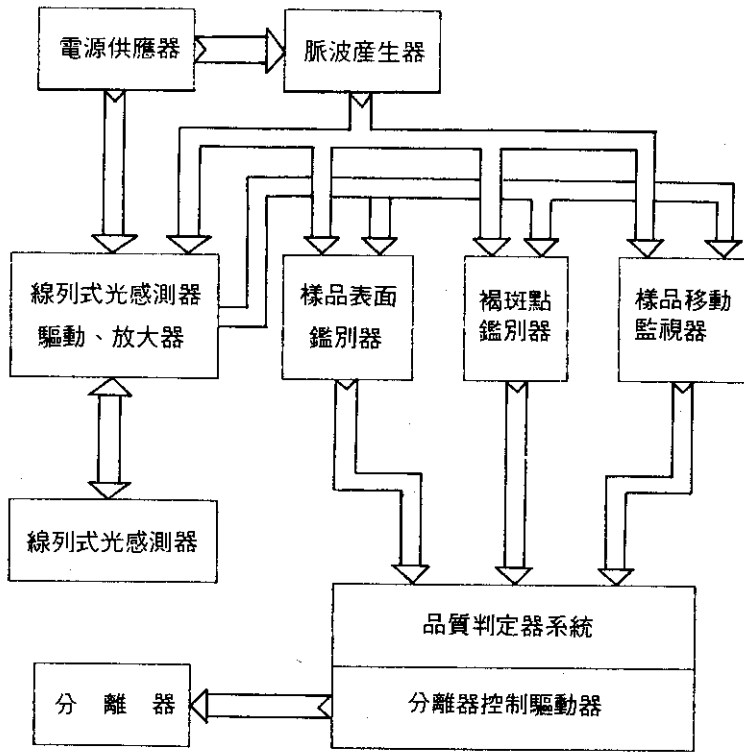 電源供應器
脈波產生器
線列式光感測器
驅動、放大器
樣品表面
鑑別器
褐斑點
鑑別器
樣品移動
監視器
線列式光感測器
品質判定器系統
分離器
分離器控制驅動器